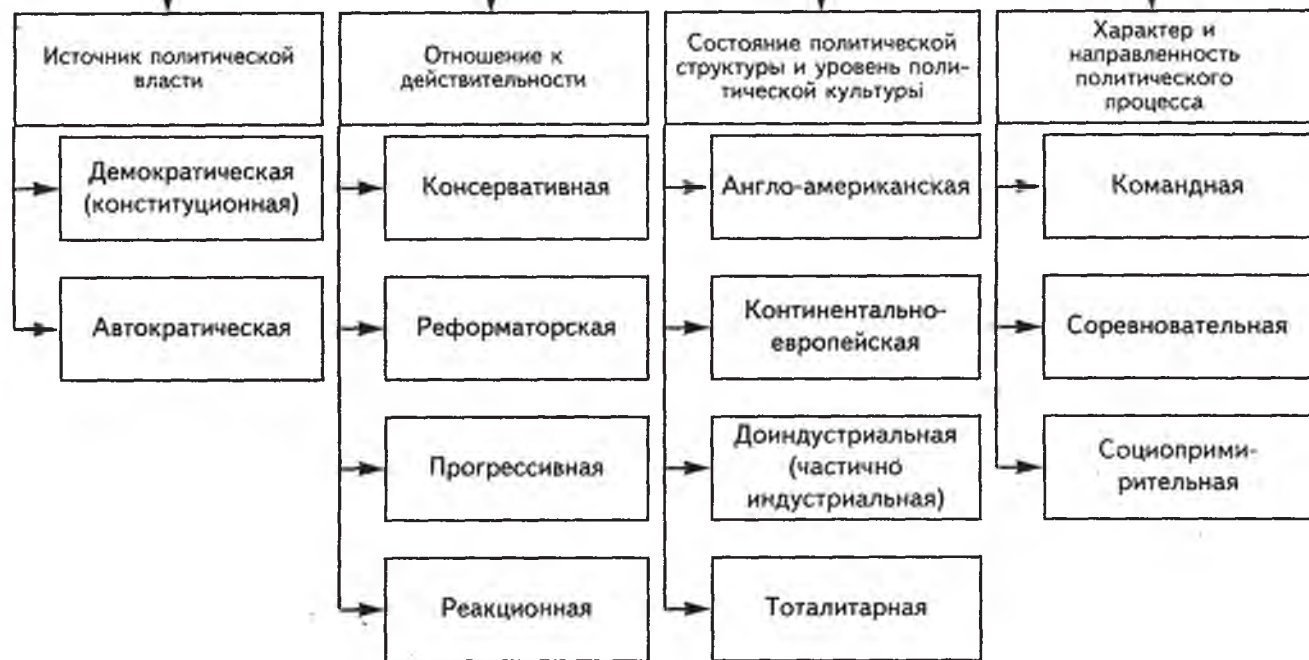 Источник политической
власти
Отношение к
действительности
Состояние политической
структуры и уровень поли-
тической культуры
Характер и
направленность
политического
процесса
Демократическая
(конституционная)
Консервативная
Англо-американская
Командная
Автократическая
Реформаторская
Континентально-
европейская
Соревновательная
Прогрессивная
Доиндустриальная
(частично
индустриальная)
Социоприми-
рительная
Реакционная
Тоталитарная